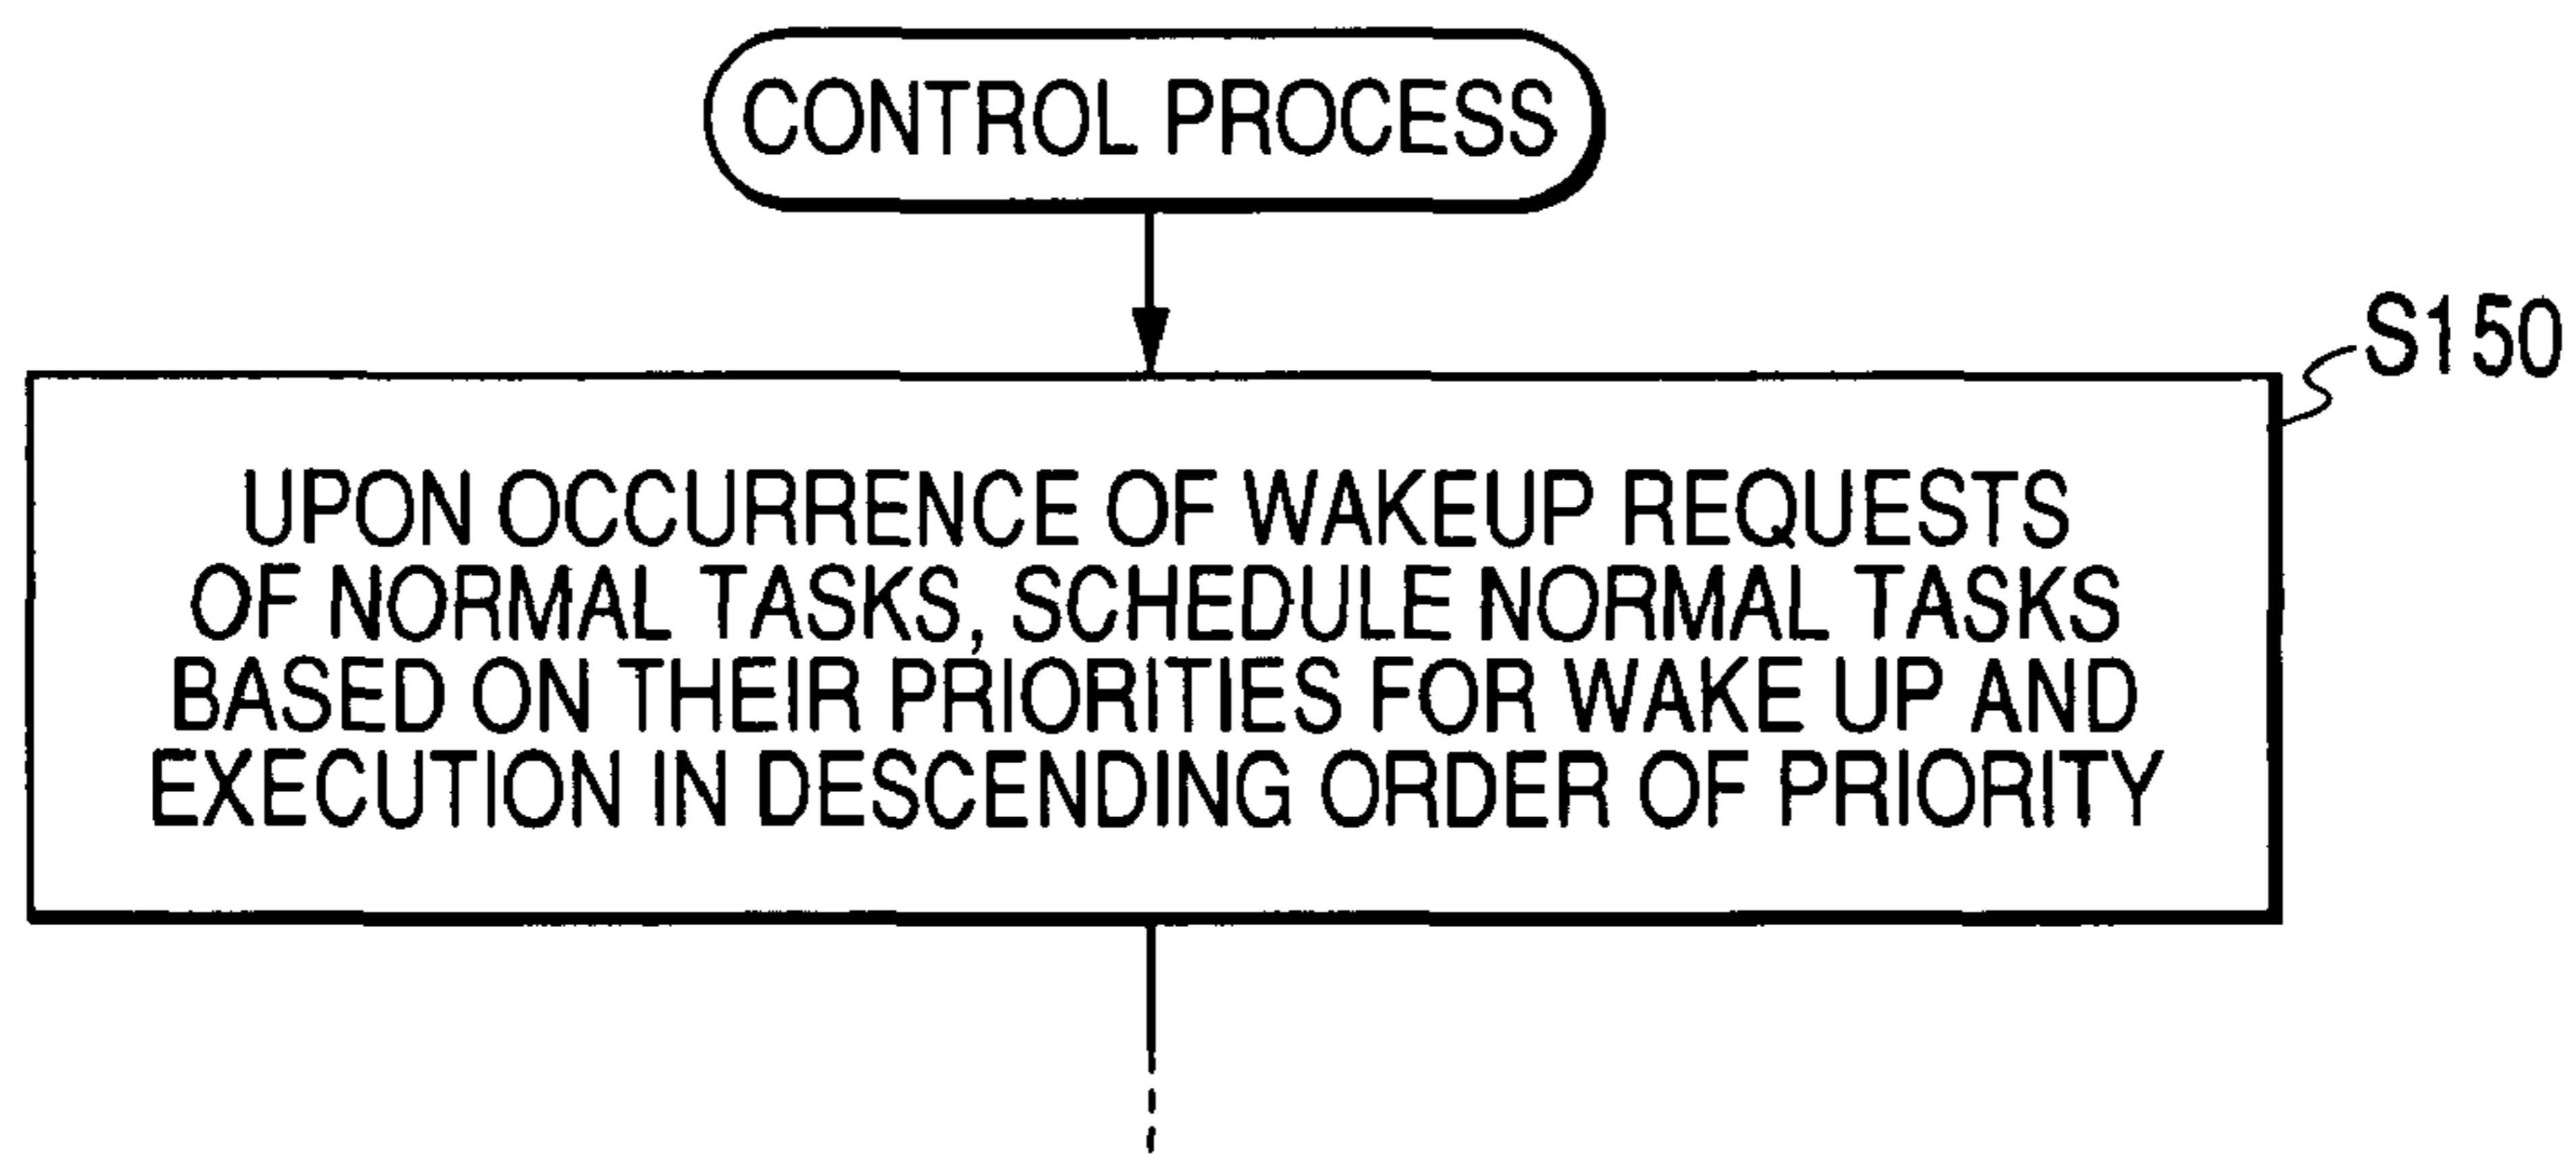 CONTROL PROCESS
S150
UPON OCCURRENCE OF WAKEUP REQUESTS
OF NORMAL TASKS, SCHEDULE NORMAL TASKS
BASED ON THEIR PRIORITIES FOR WAKE UP AND
EXECUTION IN DESCENDING ORDER OF PRIORITY